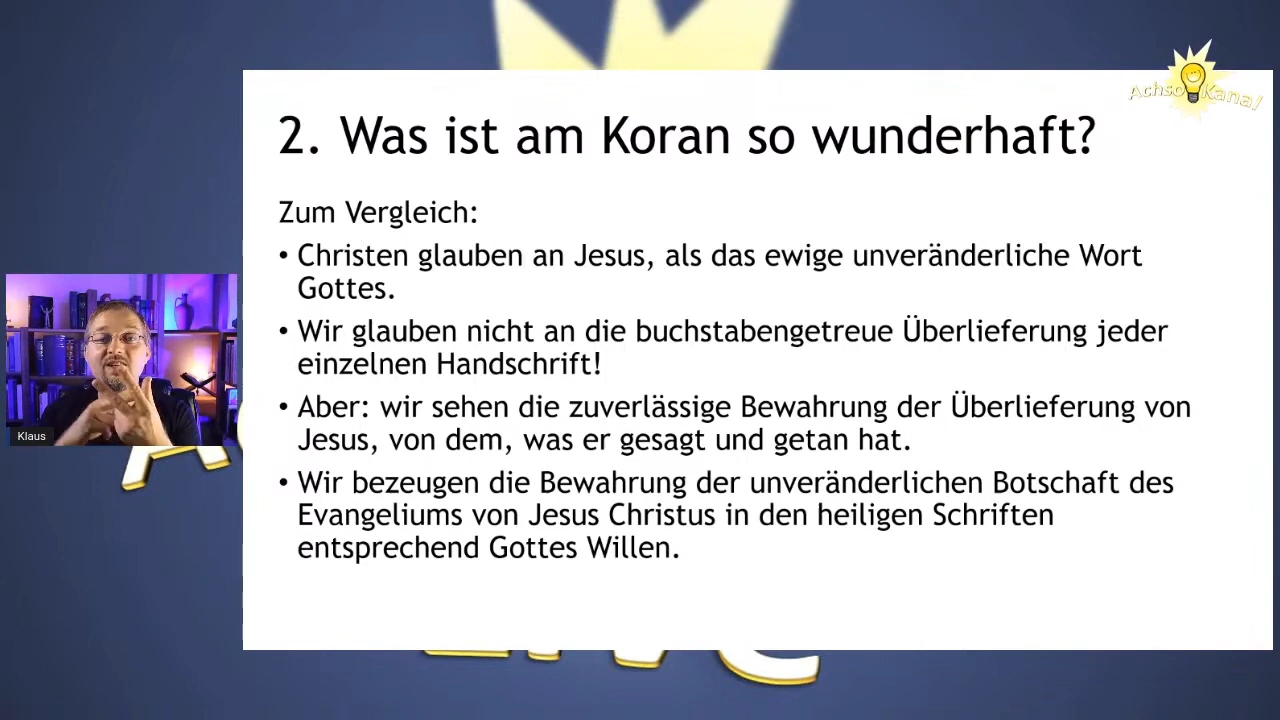 Achso Kanal
2. Was ist am Koran so wunderhaft?
Zum Vergleich:
• Christen glauben an Jesus, als das ewige unveränderliche Wort
Gottes.
• Wir glauben nicht an die buchstabengetreue Überlieferung jeder
einzelnen Handschrift!
• Aber: wir sehen die zuverlässige Bewahrung der Überlieferung von
Jesus, von dem, was er gesagt und getan hat.
• Wir bezeugen die Bewahrung der unveränderlichen Botschaft des
Evangeliums von Jesus Christus in den heiligen Schriften
entsprechend Gottes Willen.
Klaus